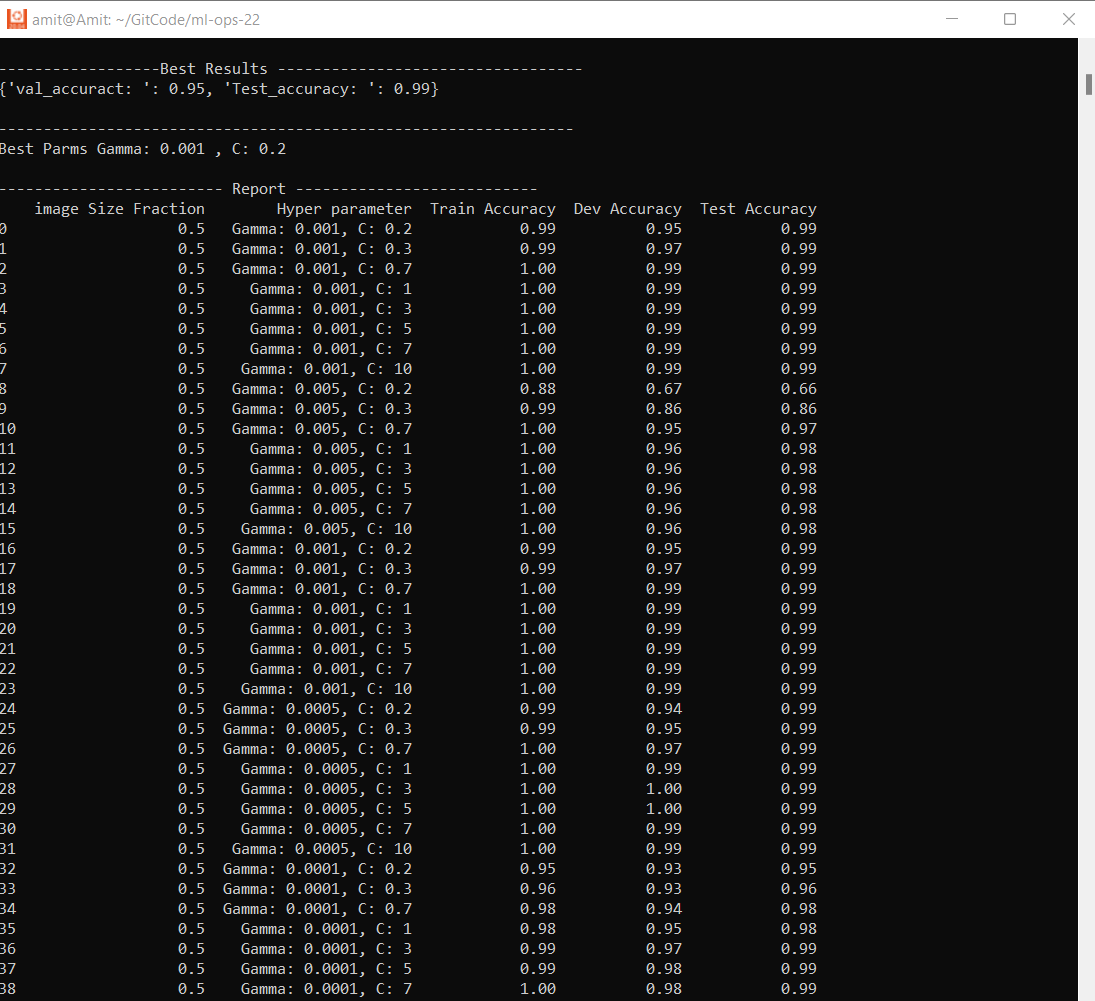 amit@Amit: ~/GitCode/ml-ops-22
------------------Best Results ----------------------------------
{'val_accuract: ': 0.95, 'Test_accuracy: ': 0.99}
----------------------------------------------------------------
Best Parms Gamma: 0.001 , C: 0.2
------------------------- Report ---------------------------
image Size Fraction Hyper parameter Train Accuracy Dev Accuracy Test Accuracy
0 0.5 Gamma: 0.001, C: 0.2 0.99 0.95 0.99
1 0.5 Gamma: 0.001, C: 0.3 0.99 0.97 0.99
2 0.5 Gamma: 0.001, C: 0.7 1.00 0.99 0.99
3 0.5 Gamma: 0.001, C: 1 1.00 0.99 0.99
4 0.5 Gamma: 0.001, C: 3 1.00 0.99 0.99
5 0.5 Gamma: 0.001, C: 5 1.00 0.99 0.99
6 0.5 Gamma: 0.001, C: 7 1.00 0.99 0.99
7 0.5 Gamma: 0.001, C: 10 1.00 0.99 0.99
8 0.5 Gamma: 0.005, C: 0.2 0.88 0.67 0.66
9 0.5 Gamma: 0.005, C: 0.3 0.99 0.86 0.86
10 0.5 Gamma: 0.005, C: 0.7 1.00 0.95 0.97
11 0.5 Gamma: 0.005, C: 1 1.00 0.96 0.98
12 0.5 Gamma: 0.005, C: 3 1.00 0.96 0.98
13 0.5 Gamma: 0.005, C: 5 1.00 0.96 0.98
14 0.5 Gamma: 0.005, C: 7 1.00 0.96 0.98
15 0.5 Gamma: 0.005, C: 10 1.00 0.96 0.98
16 0.5 Gamma: 0.001, C: 0.2 0.99 0.95 0.99
17 0.5 Gamma: 0.001, C: 0.3 0.99 0.97 0.99
18 0.5 Gamma: 0.001, C: 0.7 1.00 0.99 0.99
19 0.5 Gamma: 0.001, C: 1 1.00 0.99 0.99
20 0.5 Gamma: 0.001, C: 3 1.00 0.99 0.99
21 0.5 Gamma: 0.001, C: 5 1.00 0.99 0.99
22 0.5 Gamma: 0.001, C: 7 1.00 0.99 0.99
23 0.5 Gamma: 0.001, C: 10 1.00 0.99 0.99
24 0.5 Gamma: 0.0005, C: 0.2 0.99 0.94 0.99
25 0.5 Gamma: 0.0005, C: 0.3 0.99 0.95 0.99
26 0.5 Gamma: 0.0005, C: 0.7 1.00 0.97 0.99
27 0.5 Gamma: 0.0005, C: 1 1.00 0.99 0.99
28 0.5 Gamma: 0.0005, C: 3 1.00 1.00 0.99
29 0.5 Gamma: 0.0005, C: 5 1.00 1.00 0.99
30 0.5 Gamma: 0.0005, C: 7 1.00 0.99 0.99
31 0.5 Gamma: 0.0005, C: 10 1.00 0.99 0.99
32 0.5 Gamma: 0.0001, C: 0.2 0.95 0.93 0.95
33 0.5 Gamma: 0.0001, C: 0.3 0.96 0.93 0.96
34 0.5 Gamma: 0.0001, C: 0.7 0.98 0.94 0.98
35 0.5 Gamma: 0.0001, C: 1 0.98 0.95 0.98
36 0.5 Gamma: 0.0001, C: 3 0.99 0.97 0.99
37 0.5 Gamma: 0.0001, C: 5 0.99 0.98 0.99
38 0.5 Gamma: 0.0001, C: 7 1.00 0.98 0.99